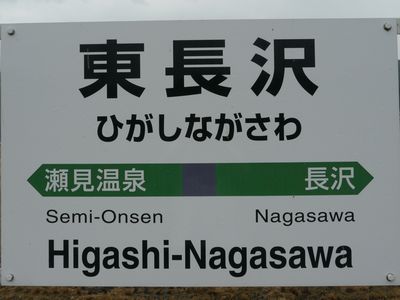 東長沢
ひがしながさわ
瀬見温泉 長沢
Semi-Onsen Nagasawa
Higashi-Nagasawa